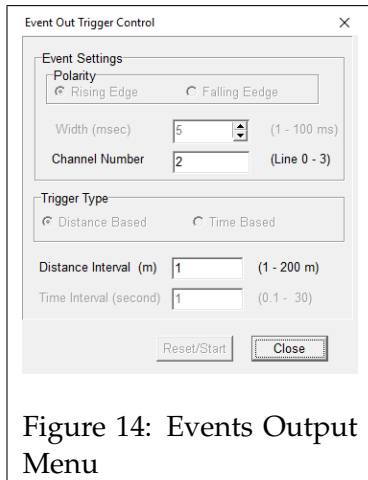 Event Out Trigger Control
Event Settings
Polarity
Rising Edge Falling Eedge
Width (msec) 5 (1 - 100 ms)
Channel Number 2 (Line 0 - 3)
Trigger Type
Distance Based Time Based
Distance Interval (m) 1 (1 - 200 m)
Time Interval (second) 1 (0.1 - 30)
Reset/Start Close
Figure 14: Events Output
Menu